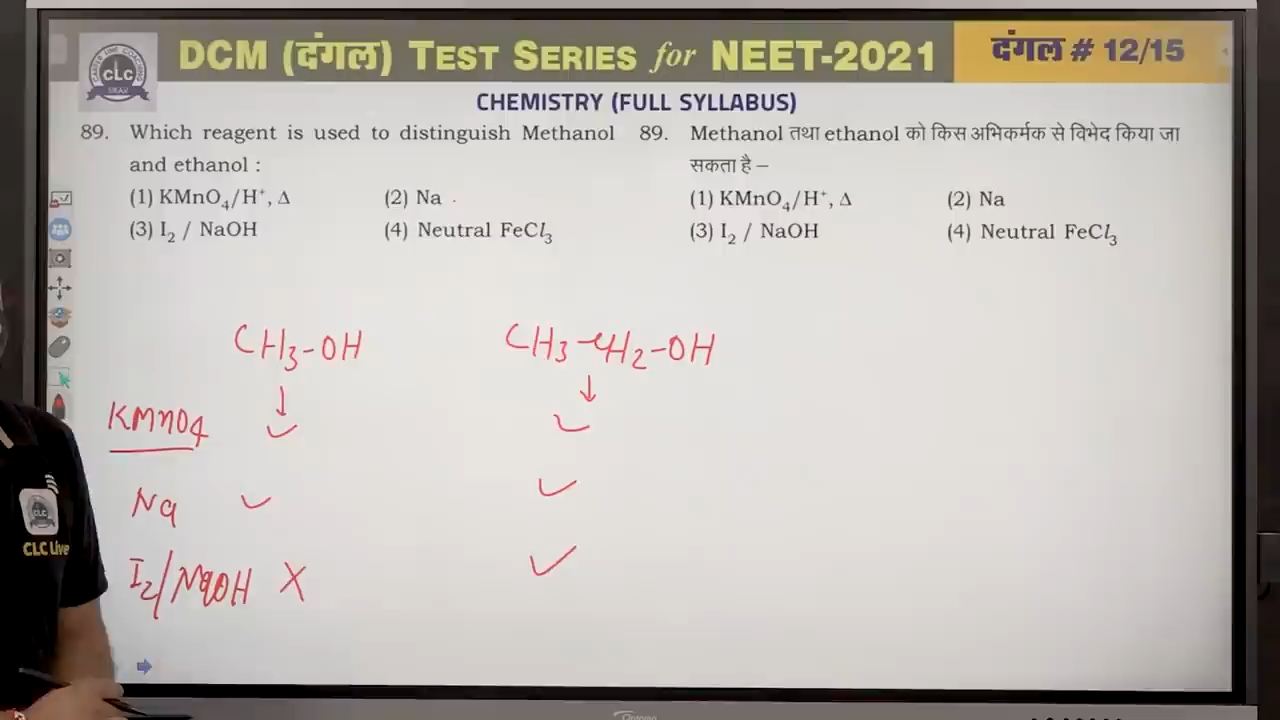 DCM (दंगल) TEST SERIES for NEET-2021
दंगल # 12/15
CLC
SIKAR
CHEMISTRY (FULL SYLLABUS)
89. Which reagent is used to distinguish Methanol
and ethanol :
(1) KMnO₄/H⁺, Δ (2) Na
(3) I₂ / NaOH (4) Neutral FeCl₃
89. Methanol तथा ethanol को किस अभिकर्मक से विभेद किया जा
सकता है –
(1) KMnO₄/H⁺, Δ (2) Na
(3) I₂ / NaOH (4) Neutral FeCl₃
CH₃-OH CH₃-CH₂-OH
↓ ↓
KMnO₄ ✓ ✓
Na ✓ ✓
I₂/NaOH X ✓
CLC
CLC Live